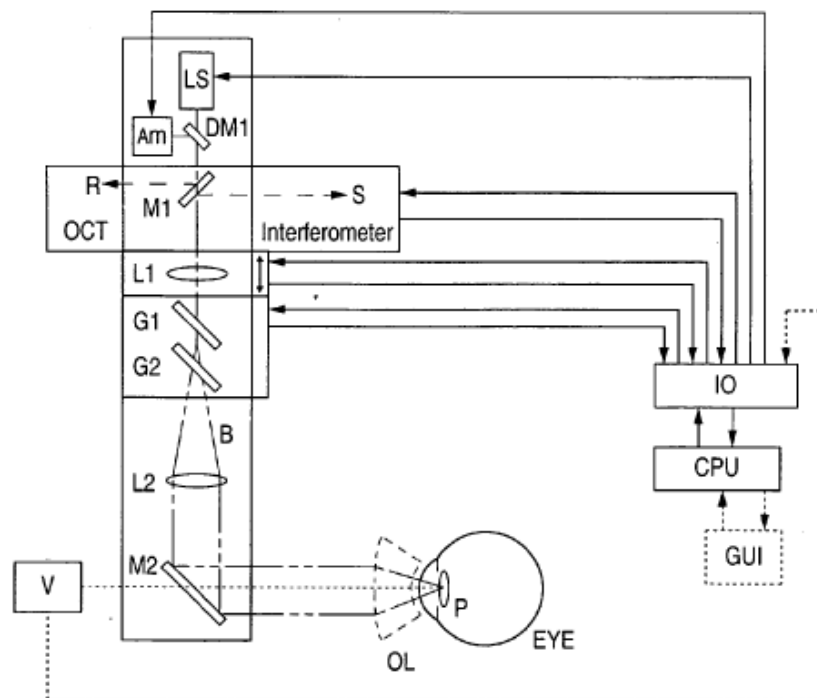 LS
Am
DM1
R
S
M1
OCT
Interferometer
L1
G1
G2
IO
B
CPU
L2
GUI
M2
V
P
EYE
OL